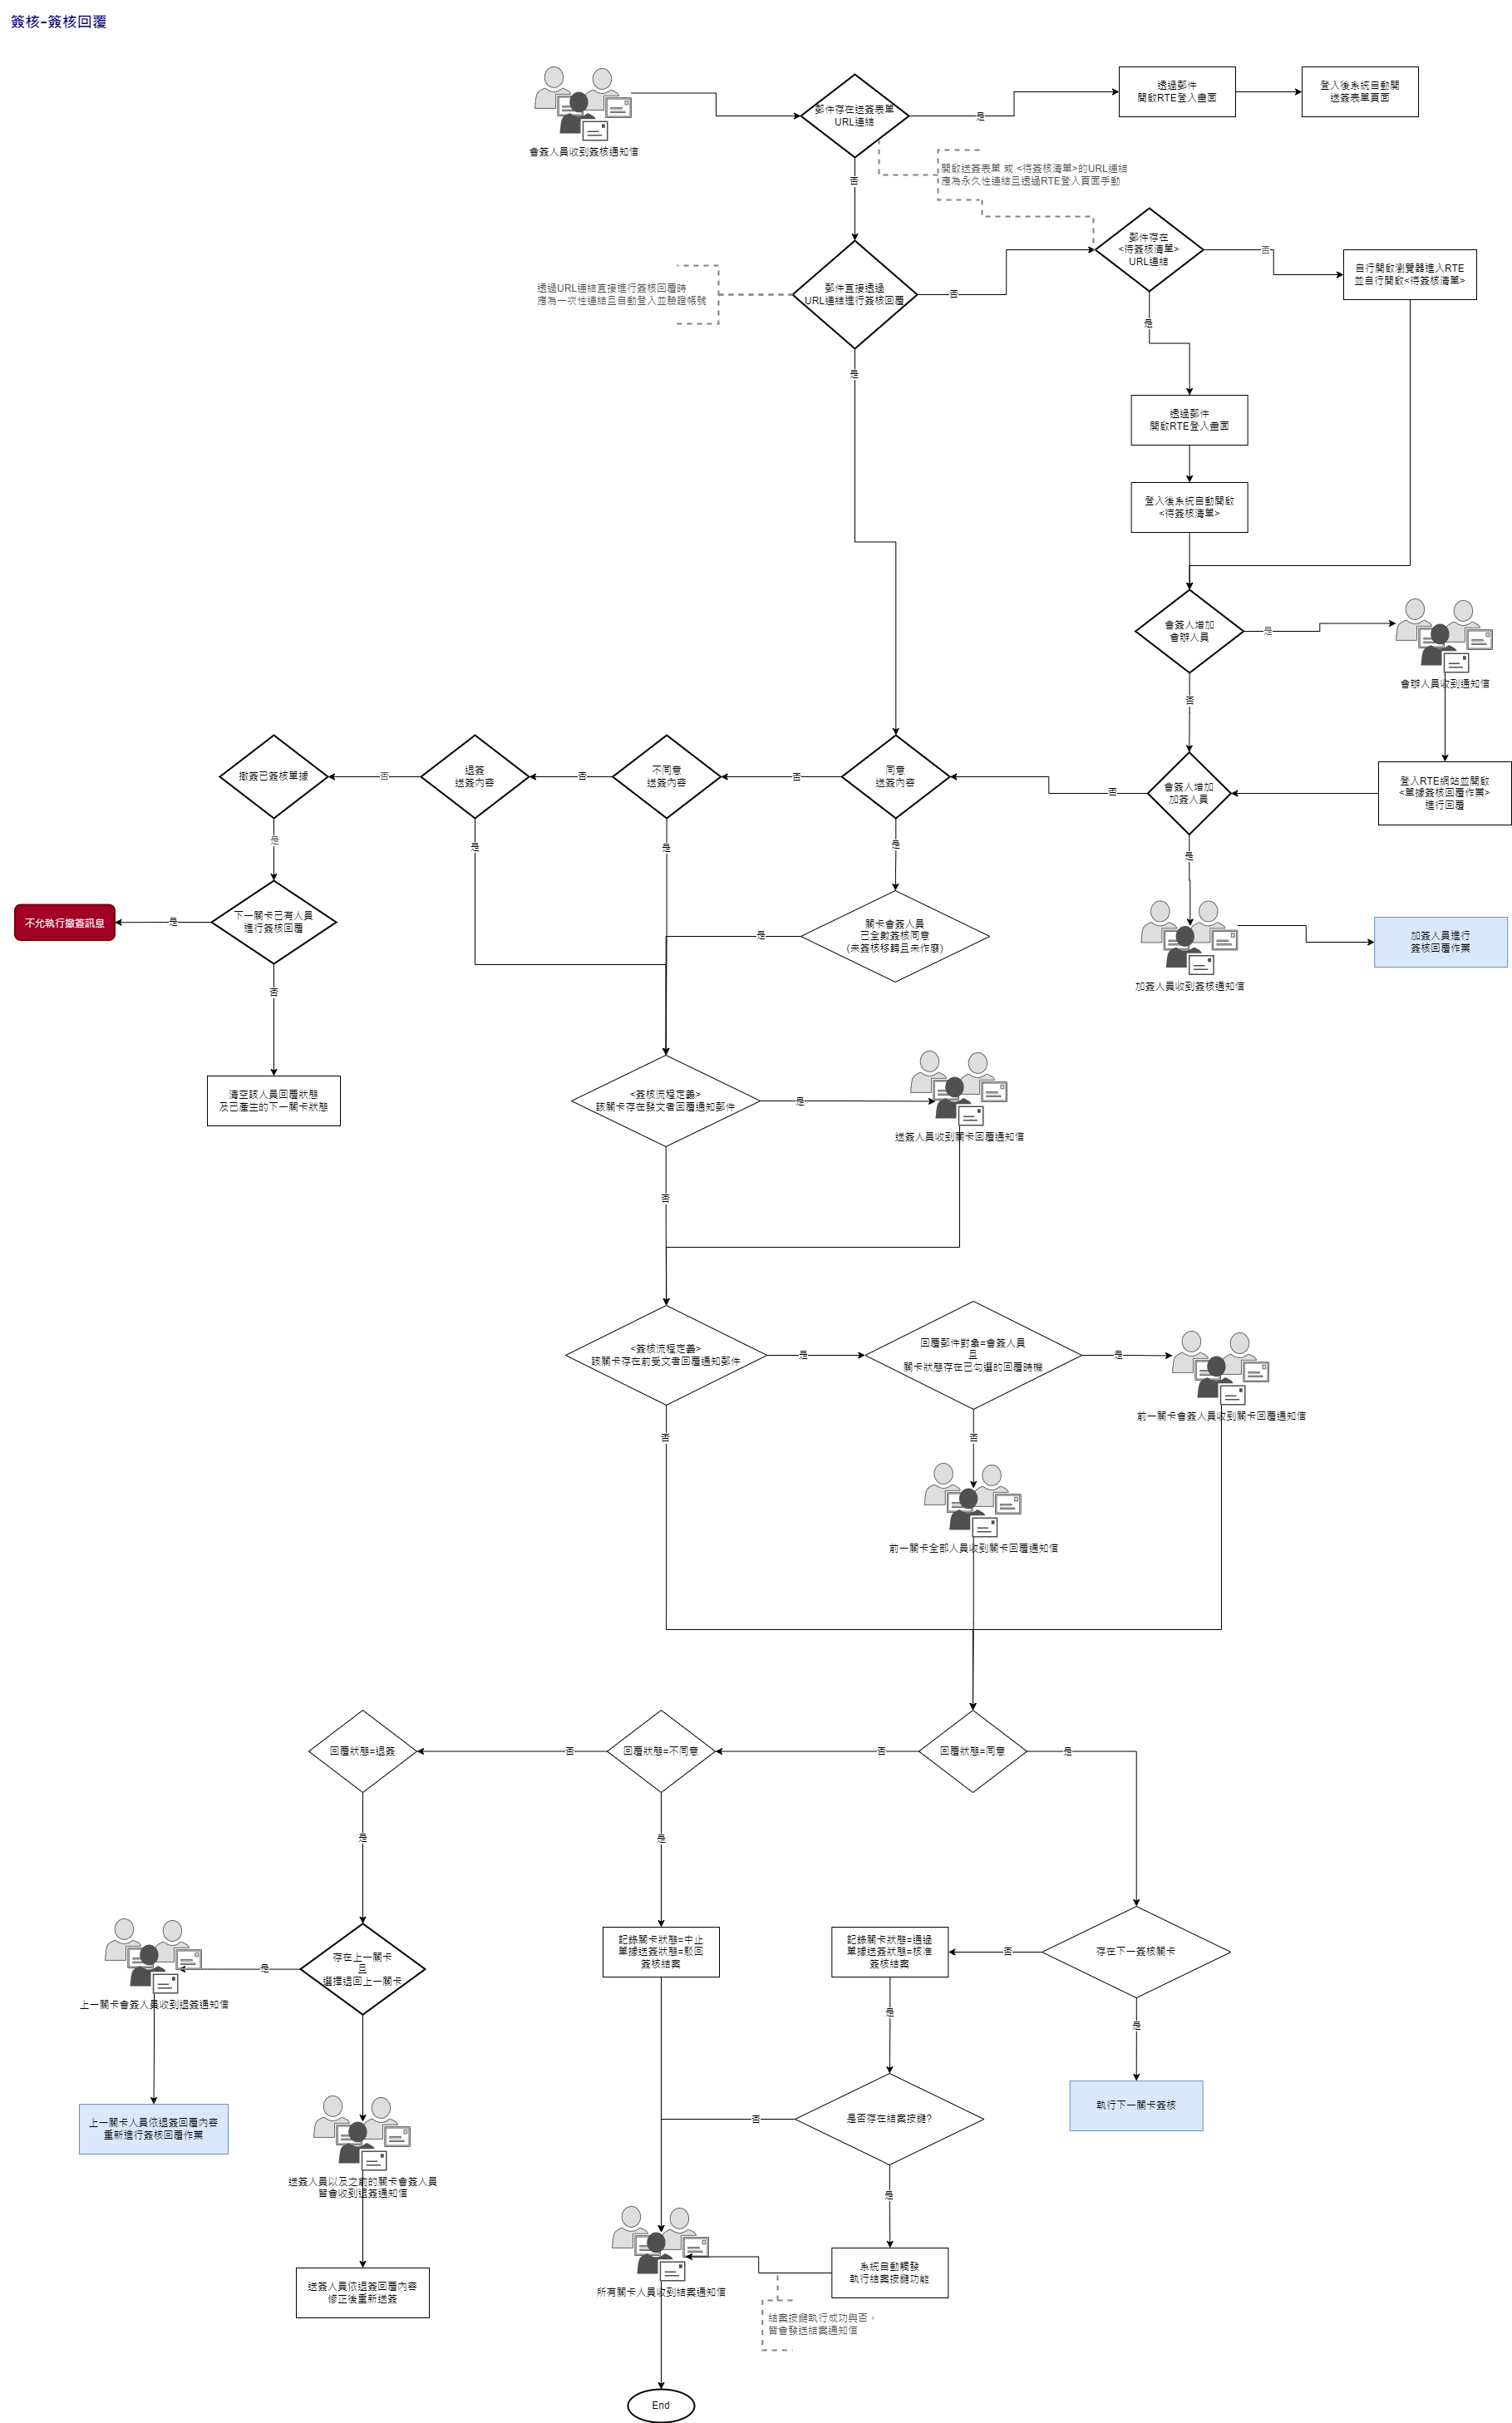 簽核-簽核回覆
會簽人員收到簽核通知信
郵件存在送簽表單
URL連結
是
透過郵件
開啟RTE登入畫面
登入後系統自動開
送簽表單頁面
否
開啟送簽表單 或 <待簽核清單>的URL連結
應為永久性連結且透過RTE登入頁面手動
郵件存在
<待簽核清單>
URL連結
否
自行開啟瀏覽器進入RTE
並自行開啟<待簽核清單>
透過URL連結直接進行簽核回覆時
應為一次性連結且自動登入並驗證帳號
郵件直接透過
URL連結進行簽核回覆
否
是
是
透過郵件
開啟RTE登入畫面
登入後系統自動開啟
<待簽核清單>
會簽人增加
會辦人員
是
會辦人員收到通知信
否
撤簽已簽核單據
否
退簽
送簽內容
否
不同意
送簽內容
否
同意
送簽內容
否
會簽人增加
加簽人員
登入RTE網站並開啟
<單據簽核回覆作業>
進行回覆
是
是
是
是
是
不允執行撤簽訊息
是
下一關卡已有人員
進行簽核回覆
是
關卡會簽人員
已全數簽核同意
(未簽核移轉且未作廢)
加簽人員收到簽核通知信
加簽人員進行
簽核回覆作業
否
清空該人員回覆狀態
及已產生的下一關卡狀態
<簽核流程定義>
該關卡存在發文者回覆通知郵件
是
送簽人員收到關卡回覆通知信
否
<簽核流程定義>
該關卡存在前受文者回覆通知郵件
是
回覆郵件對象=會簽人員
且
關卡狀態存在已勾選的回覆時機
是
前一關卡會簽人員收到關卡回覆通知信
否
否
前一關卡全部人員收到關卡回覆通知信
回覆狀態=退簽
否
回覆狀態=不同意
否
回覆狀態=同意
是
是
是
上一關卡會簽人員收到退簽通知信
是
存在上一關卡
且
選擇退回上一關卡
記錄關卡狀態=中止
單據送簽狀態=駁回
簽核結案
記錄關卡狀態=通過
單據送簽狀態=核准
簽核結案
否
存在下一簽核關卡
是
是
上一關卡人員依退簽回覆內容
重新進行簽核回覆作業
送簽人員以及之前的關卡會簽人員
皆會收到退簽通知信
否
是否存在結案按鍵?
執行下一關卡簽核
是
送簽人員依退簽回覆內容
修正後重新送簽
所有關卡人員收到結案通知信
系統自動觸發
執行結案按鍵功能
結案按鍵執行成功與否，
皆會發送結案通知信
End